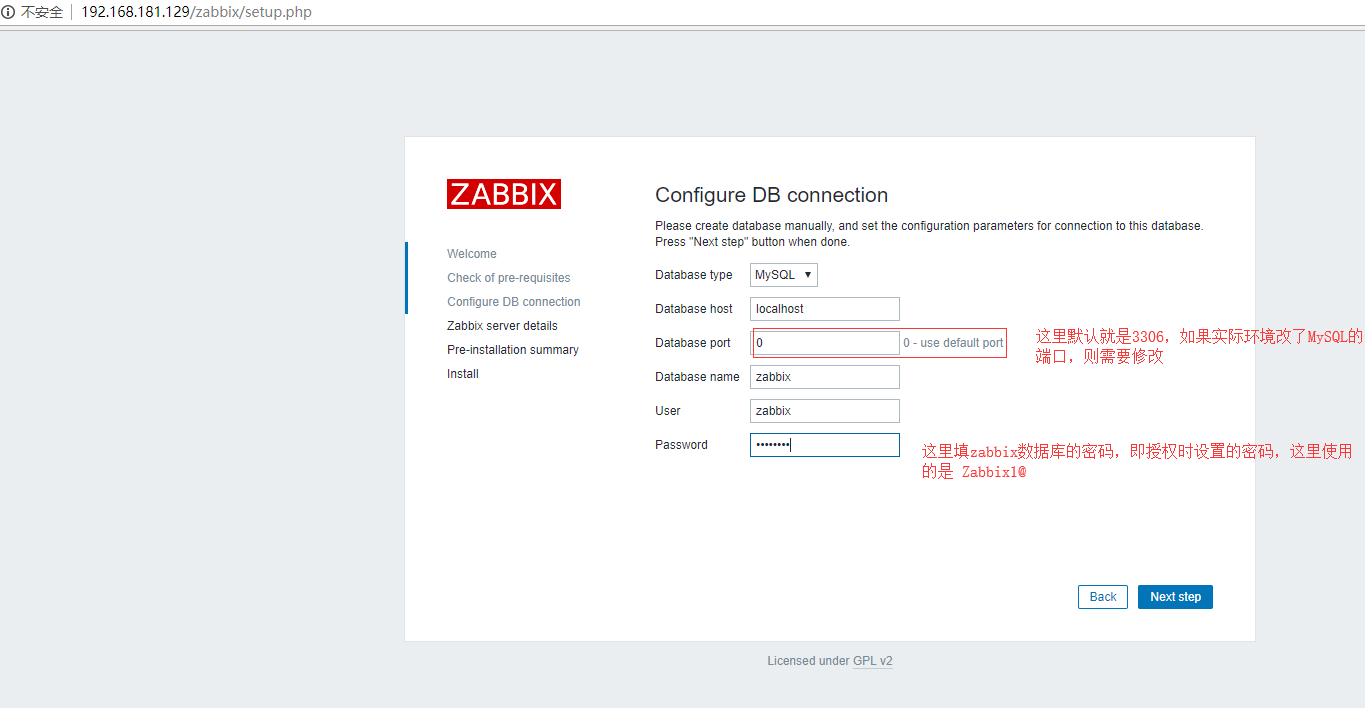 不安全 192.168.181.129/zabbix/setup.php
ZABBIX
Welcome
Check of pre-requisites
Configure DB connection
Zabbix server details
Pre-installation summary
Install
Configure DB connection
Please create database manually, and set the configuration parameters for connection to this database.
Press "Next step" button when done.
Database type MySQL
Database host localhost
Database port 0 0 - use default port
这里默认就是3306，如果实际环境改了MySQL的
端口，则需要修改
Database name zabbix
User zabbix
Password ••••••••
这里填zabbix数据库的密码，即授权时设置的密码，这里使用
的是 Zabbix1@
Back Next step
Licensed under GPL v2